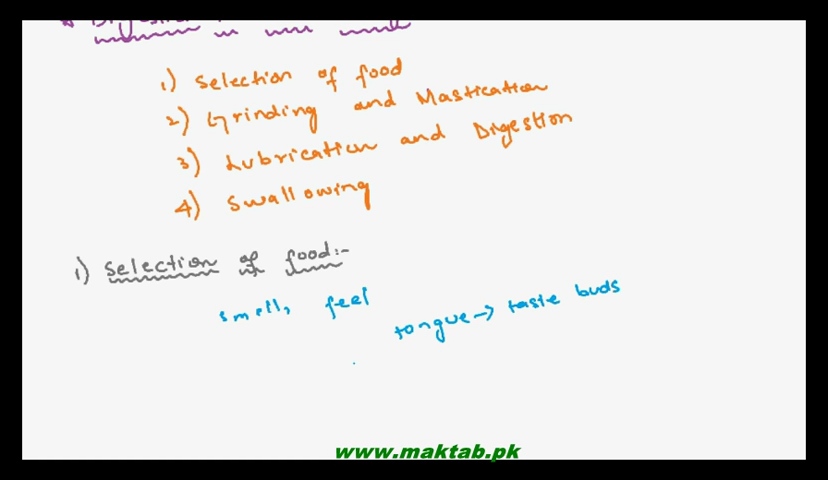 1) Selection of food
2) Grinding and Mastication
3) Lubrication and Digestion
4) Swallowing
1) Selection of food:-
smell, feel
tongue → taste buds
www.maktab.pk